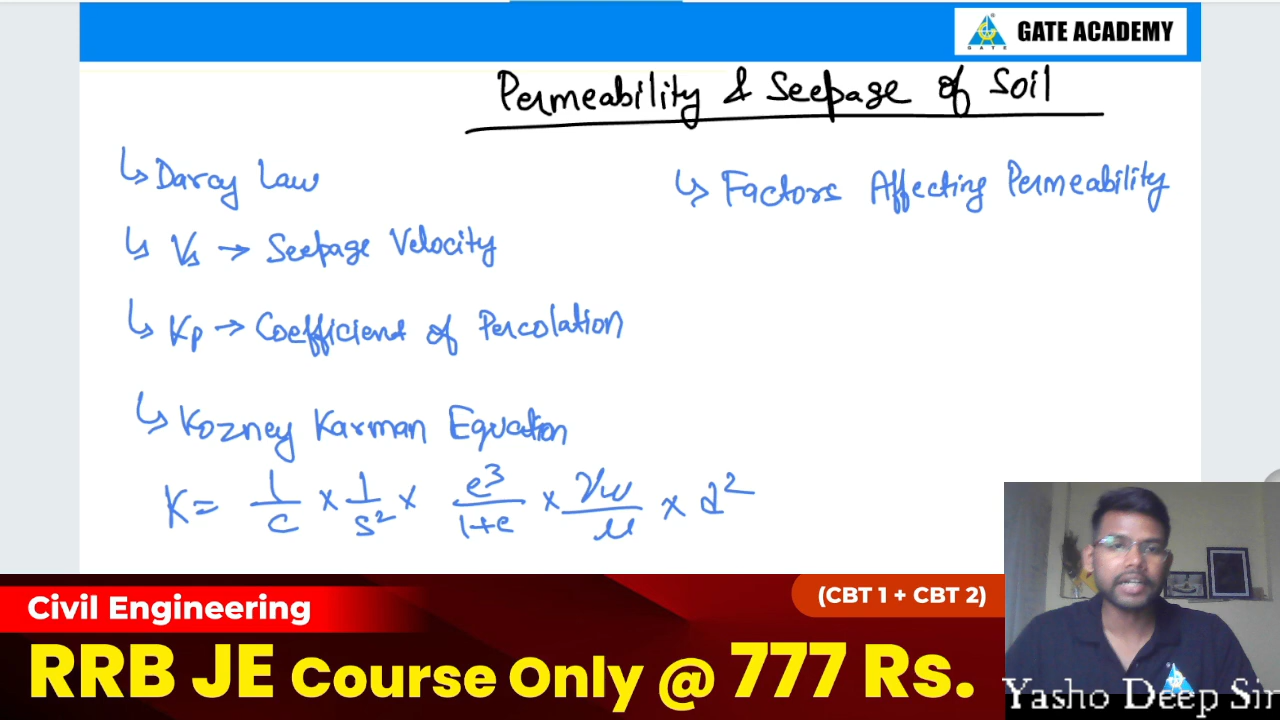 GATE ACADEMY
GATE
Permeability & Seepage of Soil
↳ Darcy Law
↳ Vs → Seepage Velocity
↳ Kp → Coefficient of Percolation
↳ Kozney Karman Equation
K = 1/c × 1/s² × e³/1+e × γw/μ × d²
↳ Factors Affecting Permeability
Civil Engineering
(CBT 1 + CBT 2)
RRB JE Course Only @ 777 Rs.
Yasho Deep Sin